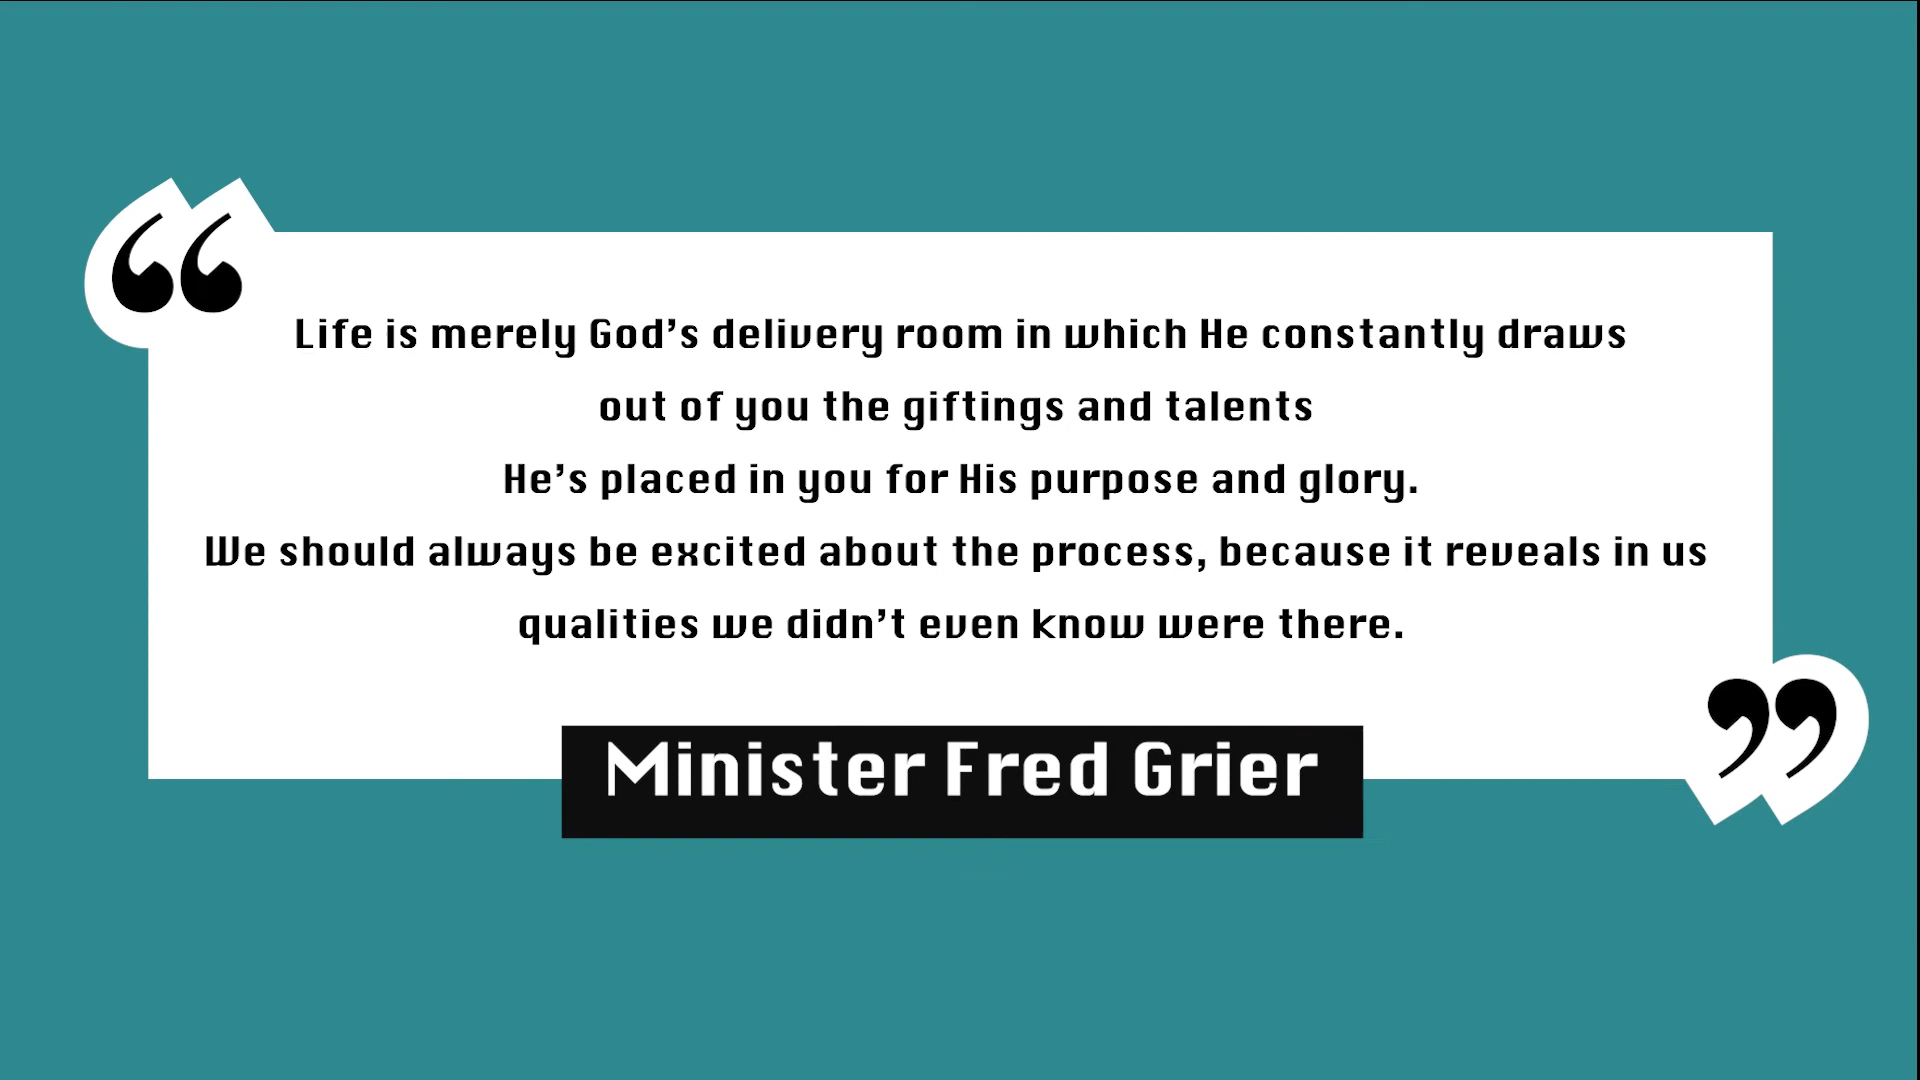 “
Life is merely God’s delivery room in which He constantly draws
out of you the giftings and talents
He’s placed in you for His purpose and glory.
We should always be excited about the process, because it reveals in us
qualities we didn’t even know were there.
”
Minister Fred Grier